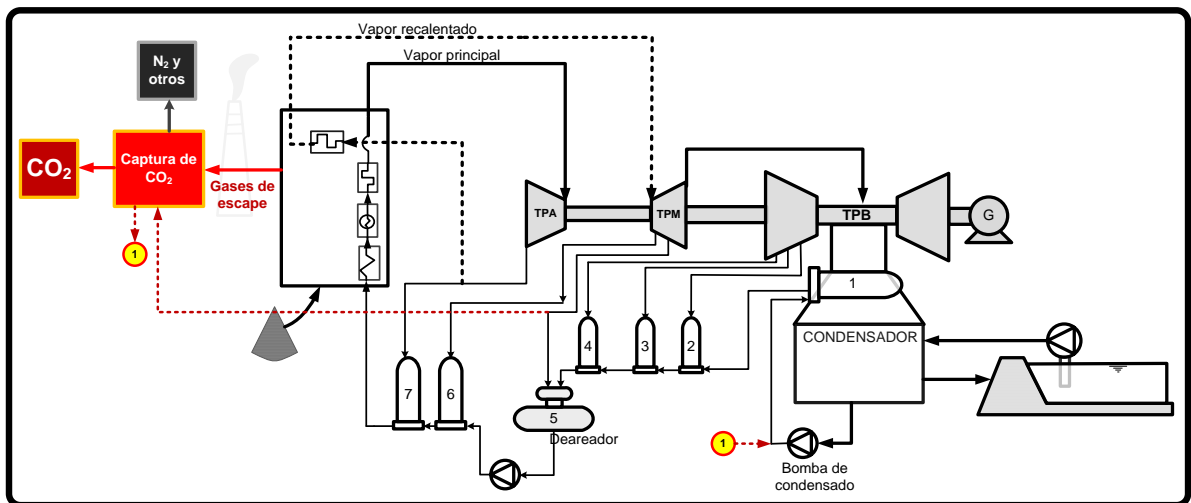 Vapor recalentado
Vapor principal
N₂ y
otros
CO₂
Captura de
CO₂
Gases de
escape
1
TPA
TPM
TPB
G
1
CONDENSADOR
4
3
2
7
6
5
Deareador
1
Bomba de
condensado